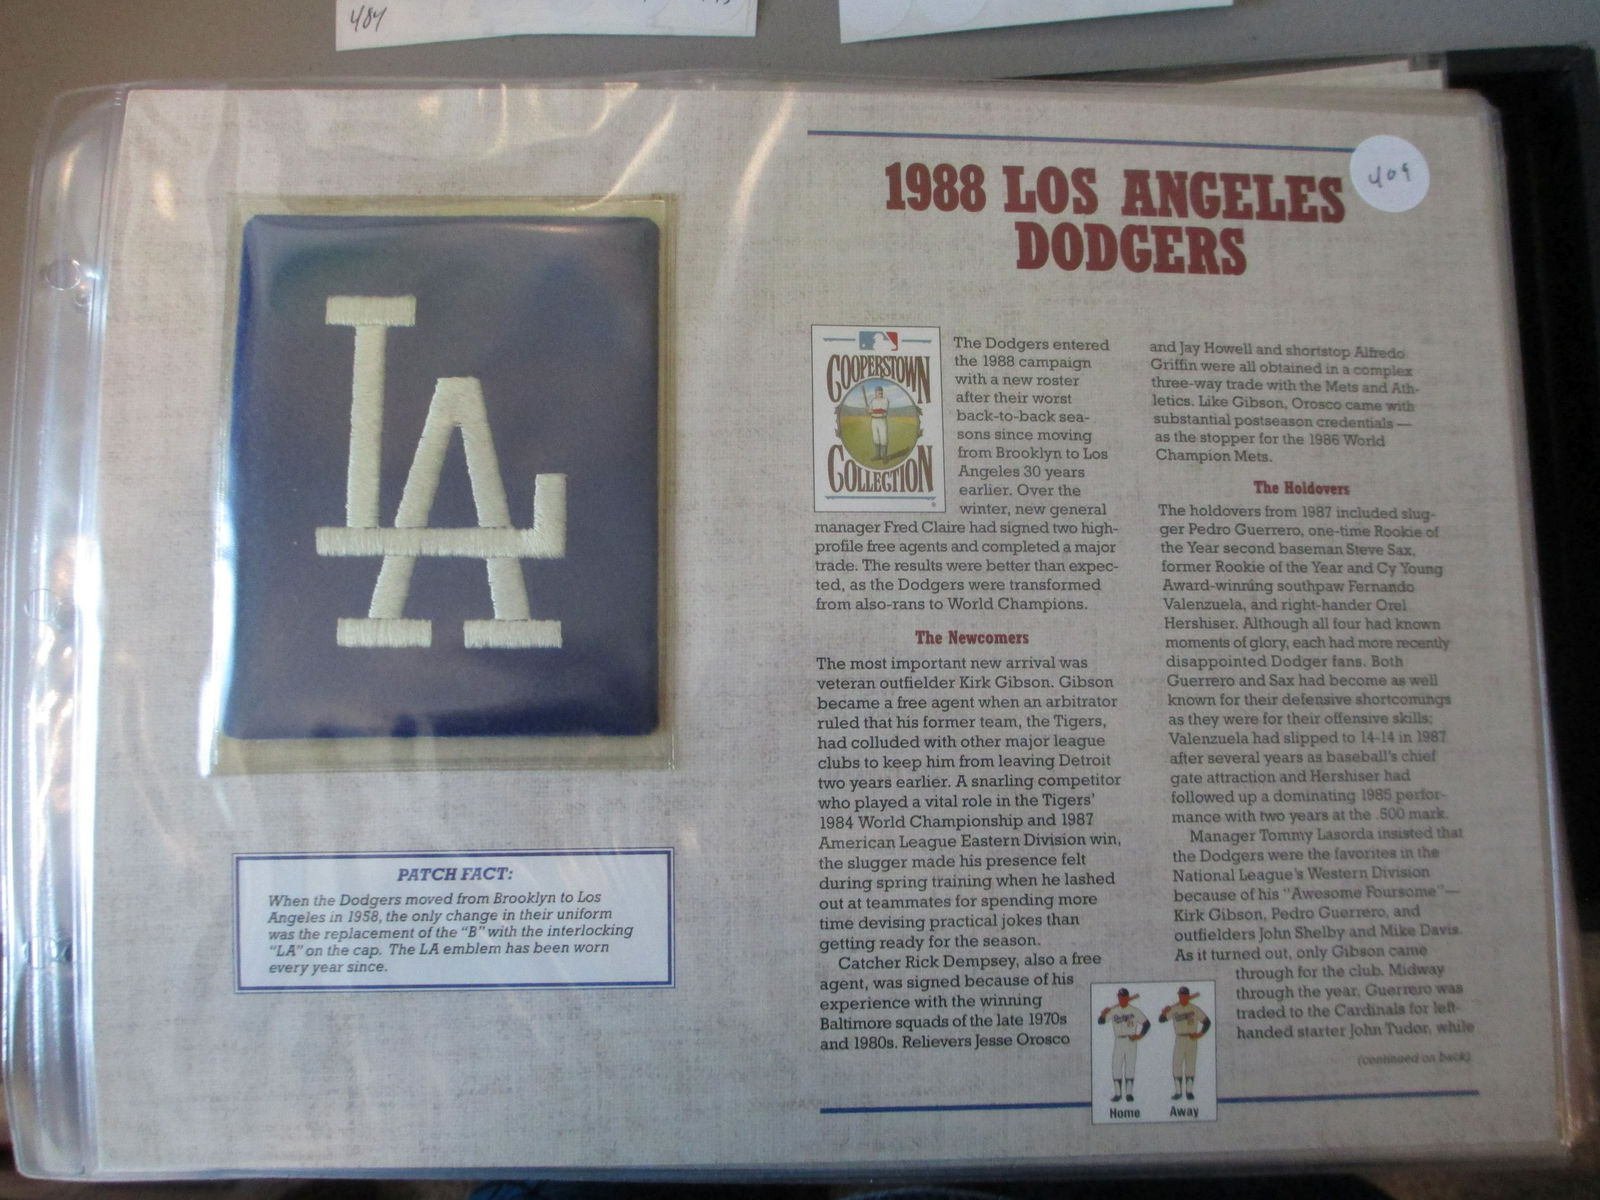 484
409
1988 LOS ANGELES
DODGERS
LA
PATCH FACT:
When the Dodgers moved from Brooklyn to Los
Angeles in 1958, the only change in their uniform
was the replacement of the "B" with the interlocking
"LA" on the cap. The LA emblem has been worn
every year since.
COOPERSTOWN
COLLECTION
The Dodgers entered
the 1988 campaign
with a new roster
after their worst
back-to-back sea-
sons since moving
from Brooklyn to Los
Angeles 30 years
earlier. Over the
winter, new general
manager Fred Claire had signed two high-
profile free agents and completed a major
trade. The results were better than expec-
ted, as the Dodgers were transformed
from also-rans to World Champions.
The Newcomers
The most important new arrival was
veteran outfielder Kirk Gibson. Gibson
became a free agent when an arbitrator
ruled that his former team, the Tigers,
had colluded with other major league
clubs to keep him from leaving Detroit
two years earlier. A snarling competitor
who played a vital role in the Tigers'
1984 World Championship and 1987
American League Eastern Division win,
the slugger made his presence felt
during spring training when he lashed
out at teammates for spending more
time devising practical jokes than
getting ready for the season.
Catcher Rick Dempsey, also a free
agent, was signed because of his
experience with the winning
Baltimore squads of the late 1970s
and 1980s. Relievers Jesse Orosco
and Jay Howell and shortstop Alfredo
Griffin were all obtained in a complex
three-way trade with the Mets and Ath-
letics. Like Gibson, Orosco came with
substantial postseason credentials —
as the stopper for the 1986 World
Champion Mets.
The Holdovers
The holdovers from 1987 included slug-
ger Pedro Guerrero, one-time Rookie of
the Year second baseman Steve Sax,
former Rookie of the Year and Cy Young
Award-winning southpaw Fernando
Valenzuela, and right-hander Orel
Hershiser. Although all four had known
moments of glory, each had more recently
disappointed Dodger fans. Both
Guerrero and Sax had become as well
known for their defensive shortcomings
as they were for their offensive skills;
Valenzuela had slipped to 14-14 in 1987
after several years as baseball's chief
gate attraction and Hershiser had
followed up a dominating 1985 perfor-
mance with two years at the .500 mark.
Manager Tommy Lasorda insisted that
the Dodgers were the favorites in the
National League's Western Division
because of his "Awesome Foursome"—
Kirk Gibson, Pedro Guerrero, and
outfielders John Shelby and Mike Davis.
As it turned out, only Gibson came
through for the club. Midway
through the year, Guerrero was
traded to the Cardinals for left-
handed starter John Tudor, while
(continued on back)
Home Away